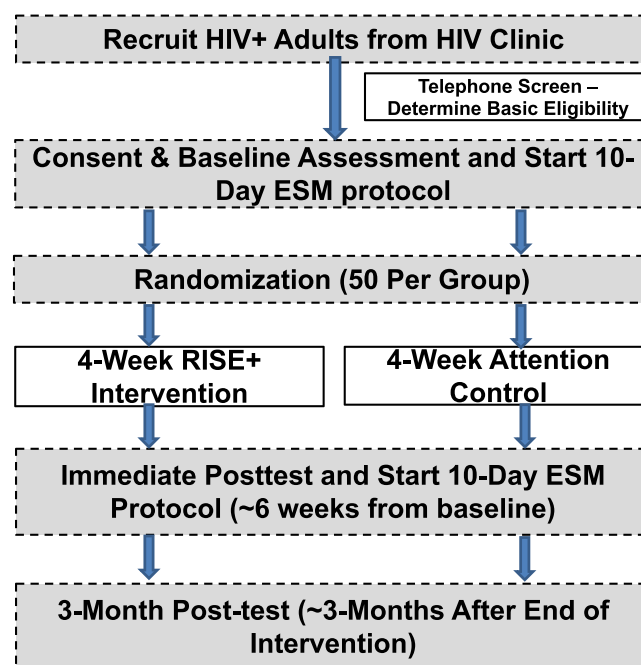 Recruit HIV+ Adults from HIV Clinic
Telephone Screen –
Determine Basic Eligibility
Consent & Baseline Assessment and Start 10-
Day ESM protocol
Randomization (50 Per Group)
4-Week RISE+
Intervention
4-Week Attention
Control
Immediate Posttest and Start 10-Day ESM
Protocol (~6 weeks from baseline)
3-Month Post-test (~3-Months After End of
Intervention)